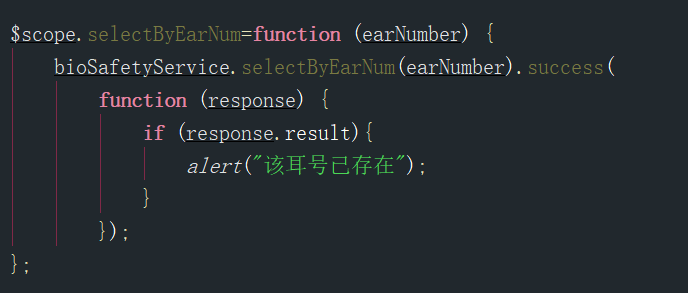 $scope.selectByEarNum=function (earNumber) {
    bioSafetyService.selectByEarNum(earNumber).success(
        function (response) {
            if (response.result){
                alert("该耳号已存在");
            }
        });
};